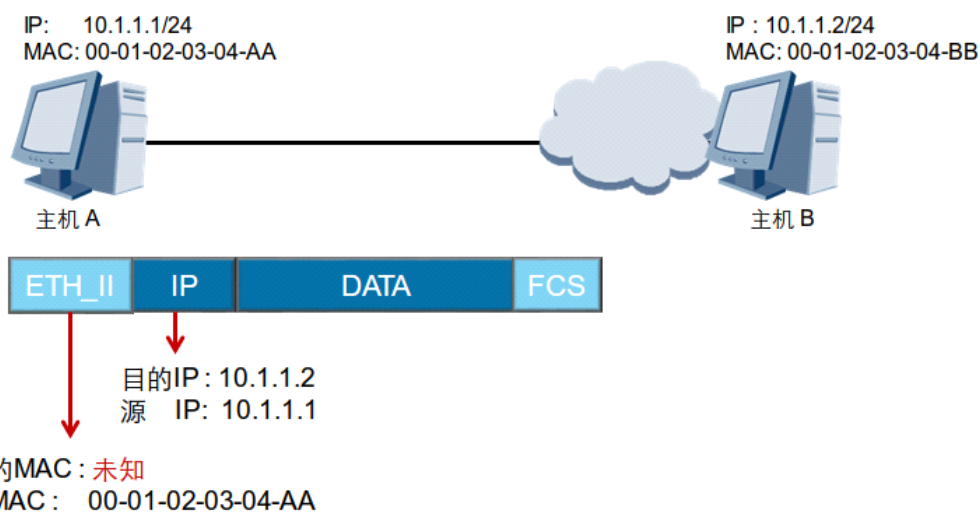 IP: 10.1.1.1/24
MAC: 00-01-02-03-04-AA
IP : 10.1.1.2/24
MAC: 00-01-02-03-04-BB
主机 A
主机 B
ETH_II IP DATA FCS
目的IP : 10.1.1.2
源 IP: 10.1.1.1
的MAC : 未知
MAC : 00-01-02-03-04-AA